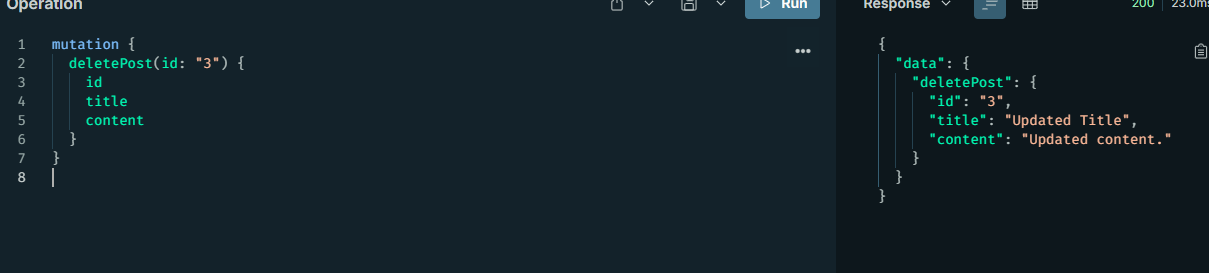 Operation
Run
1 mutation {
2 deletePost(id: "3") {
3 id
4 title
5 content
6 }
7 }
8
Response
200 23.0ms
{
"data": {
"deletePost": {
"id": "3",
"title": "Updated Title",
"content": "Updated content."
}
}
}